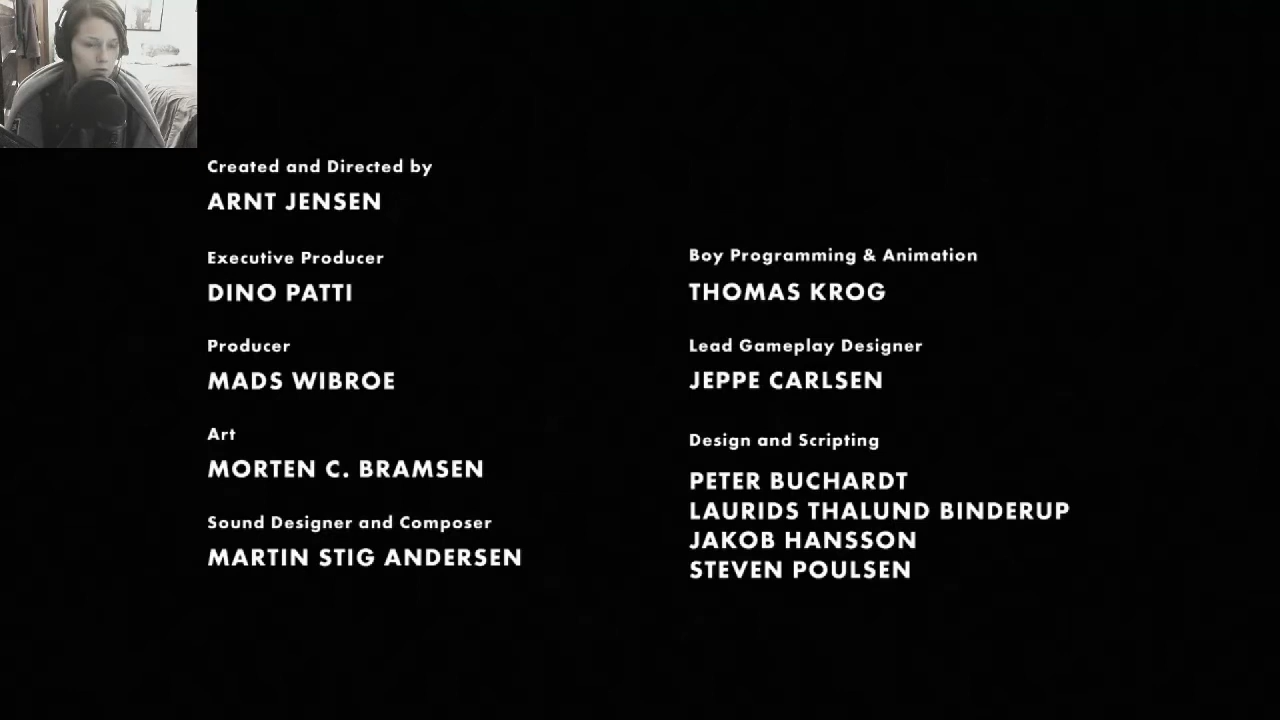 Created and Directed by
ARNT JENSEN
Executive Producer
DINO PATTI
Producer
MADS WIBROE
Art
MORTEN C. BRAMSEN
Sound Designer and Composer
MARTIN STIG ANDERSEN
Boy Programming & Animation
THOMAS KROG
Lead Gameplay Designer
JEPPE CARLSEN
Design and Scripting
PETER BUCHARDT
LAURIDS THALUND BINDERUP
JAKOB HANSSON
STEVEN POULSEN